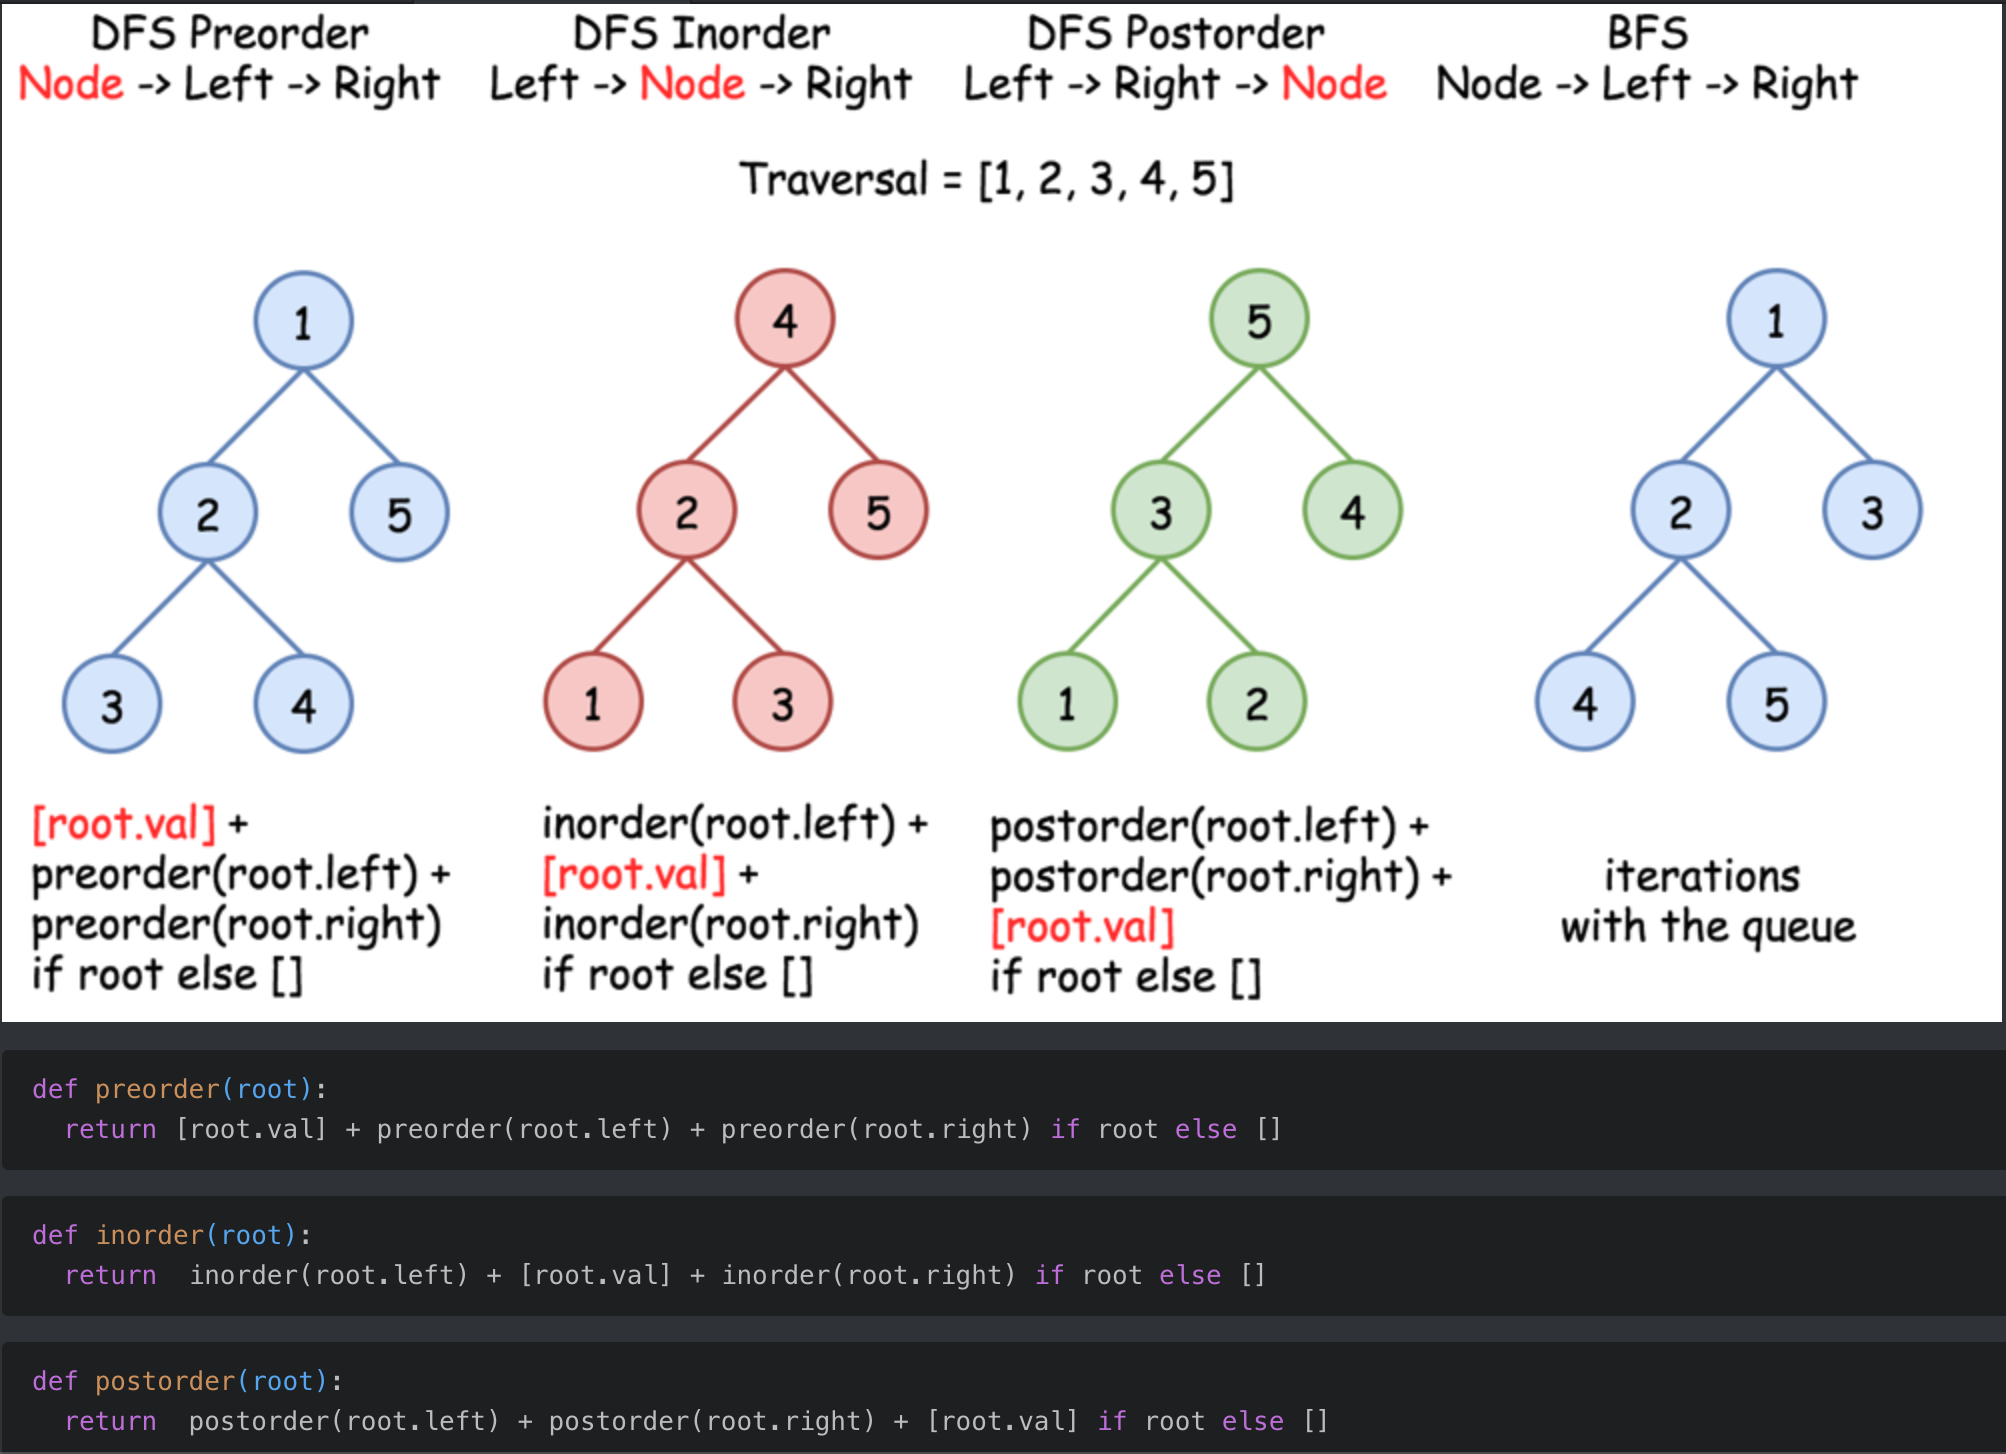 DFS Preorder
Node -> Left -> Right
DFS Inorder
Left -> Node -> Right
DFS Postorder
Left -> Right -> Node
BFS
Node -> Left -> Right
Traversal = [1, 2, 3, 4, 5]
1
2
5
3
4
4
2
5
1
3
5
3
4
1
2
1
2
3
4
5
[root.val] +
preorder(root.left) +
preorder(root.right)
if root else []
inorder(root.left) +
[root.val] +
inorder(root.right)
if root else []
postorder(root.left) +
postorder(root.right) +
[root.val]
if root else []
iterations
with the queue
def preorder(root):
  return [root.val] + preorder(root.left) + preorder(root.right) if root else []
def inorder(root):
  return  inorder(root.left) + [root.val] + inorder(root.right) if root else []
def postorder(root):
  return  postorder(root.left) + postorder(root.right) + [root.val] if root else []